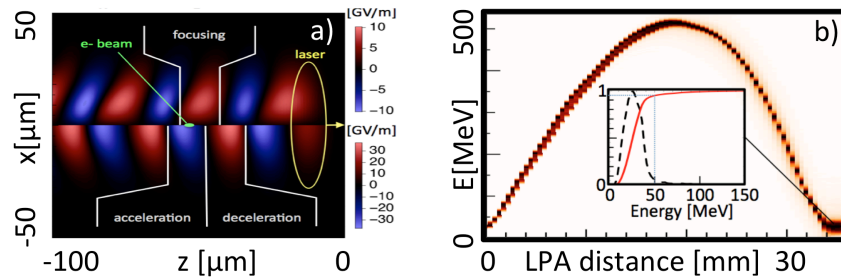 a)
[GV/m]
50
focusing
e- beam
laser
10
5
0
−5
−10
[GV/m]
30
20
10
0
−10
−20
−30
x[µm]
acceleration
deceleration
-50
-100
z [µm]
0
b)
500
E[MeV]
0
1
0
0
50
100
150
Energy [MeV]
0
LPA distance [mm]
30